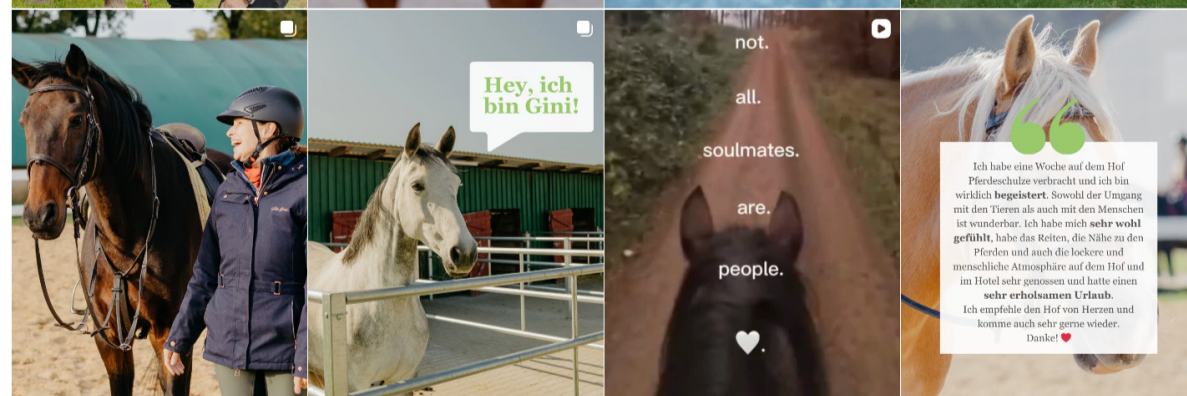 Hey, ich
bin Gini!
not.
all.
soulmates.
are.
people.
.
Ich habe eine Woche auf dem Hof
Pferdeschulze verbracht und ich bin
wirklich begeistert. Sowohl der Umgang
mit den Tieren als auch mit den Menschen
ist wunderbar. Ich habe mich sehr wohl
gefühlt, habe das Reiten, die Nähe zu den
Pferden und auch die lockere und
menschliche Atmosphäre auf dem Hof und
im Hotel sehr genossen und hatte einen
sehr erholsamen Urlaub.
Ich empfehle den Hof von Herzen und
komme auch sehr gerne wieder.
Danke!